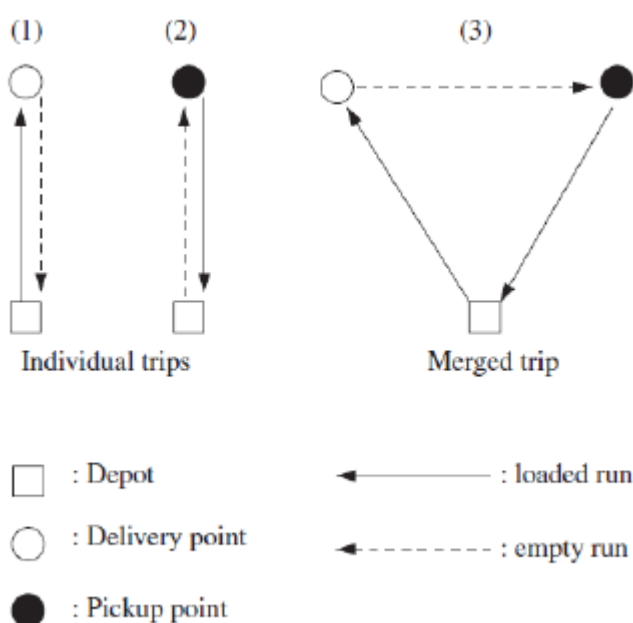 (1) (2) (3)
Individual trips Merged trip
: Depot : loaded run
: Delivery point : empty run
: Pickup point